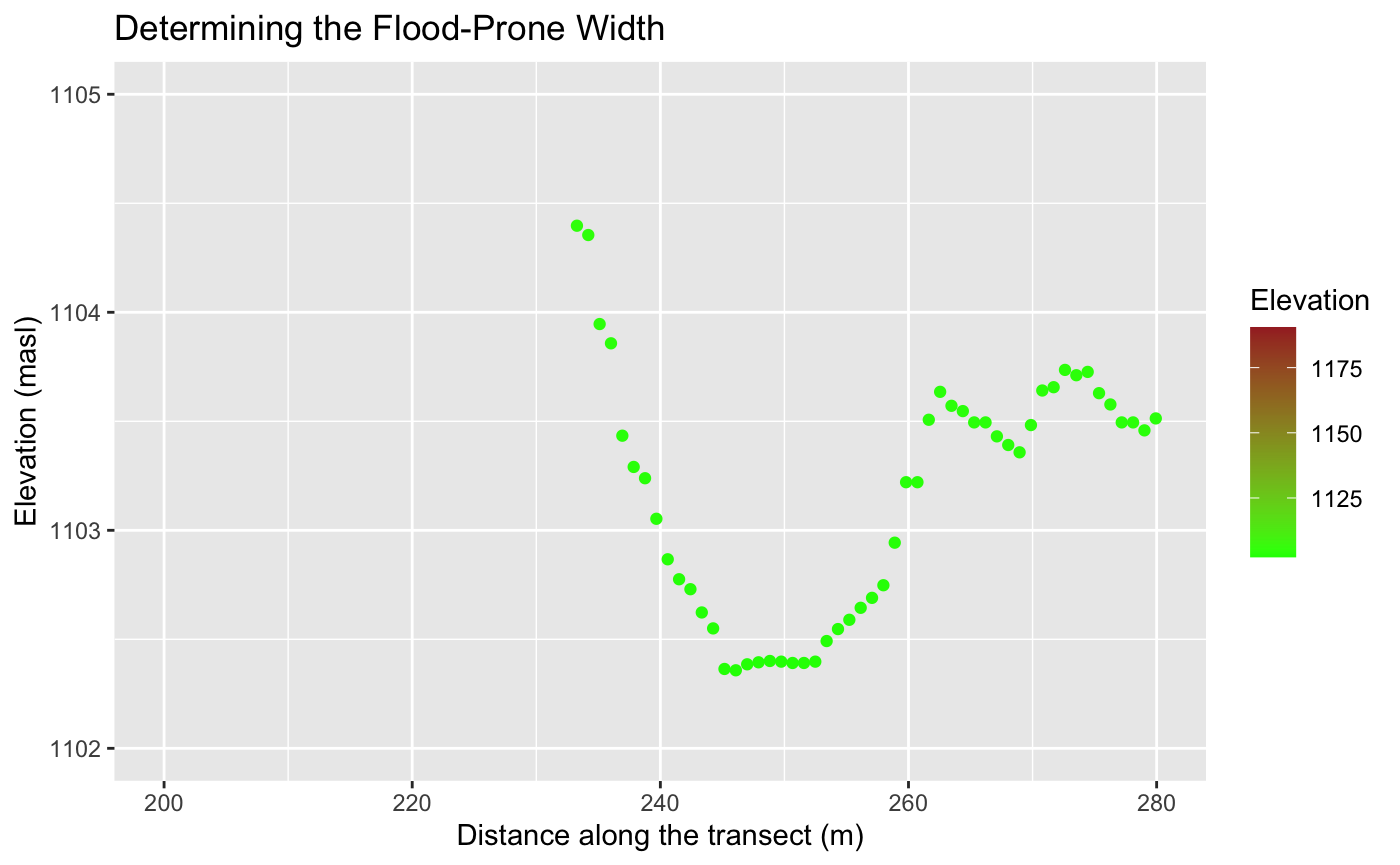 Determining the Flood-Prone Width
1105
1104
1103
1102
Elevation (masl)
200 220 240 260 280
Distance along the transect (m)
Elevation
1175
1150
1125